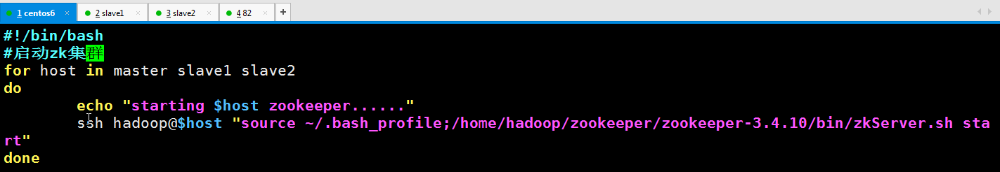 1 centos6 × 2 slave1 × 3 slave2 × 4 82 × +
#!/bin/bash
#启动zk集群
for host in master slave1 slave2
do
echo "starting $host zookeeper......"
ssh hadoop@$host "source ~/.bash_profile;/home/hadoop/zookeeper/zookeeper-3.4.10/bin/zkServer.sh sta
rt"
done